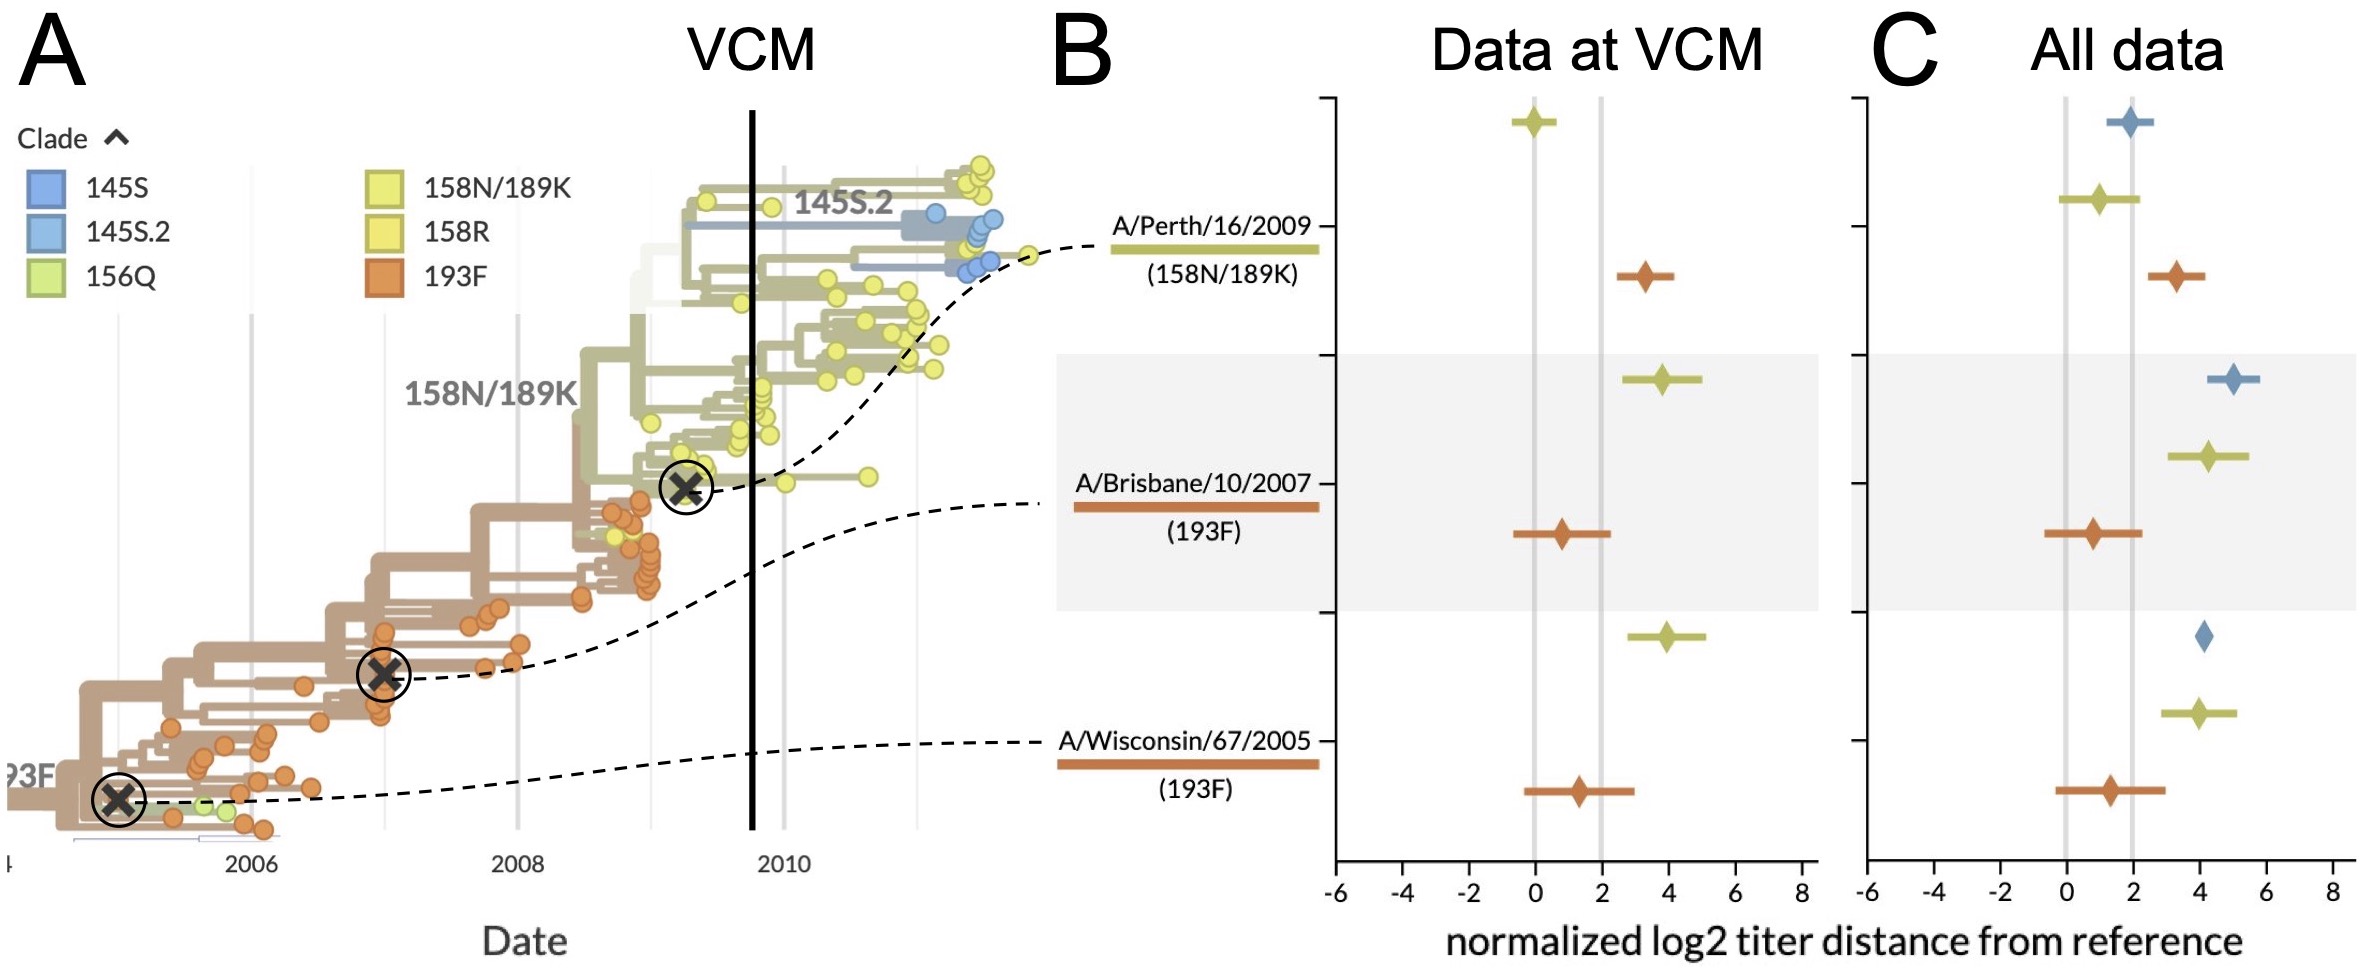 A
VCM
B
Data at VCM
C
All data
Clade
145S
158N/189K
145S.2
158R
156Q
193F
145S.2
158N/189K
93F
4
2006
2008
2010
Date
A/Perth/16/2009
(158N/189K)
A/Brisbane/10/2007
(193F)
A/Wisconsin/67/2005
(193F)
-6 -4 -2 0 2 4 6 8
-6 -4 -2 0 2 4 6 8
normalized log2 titer distance from reference